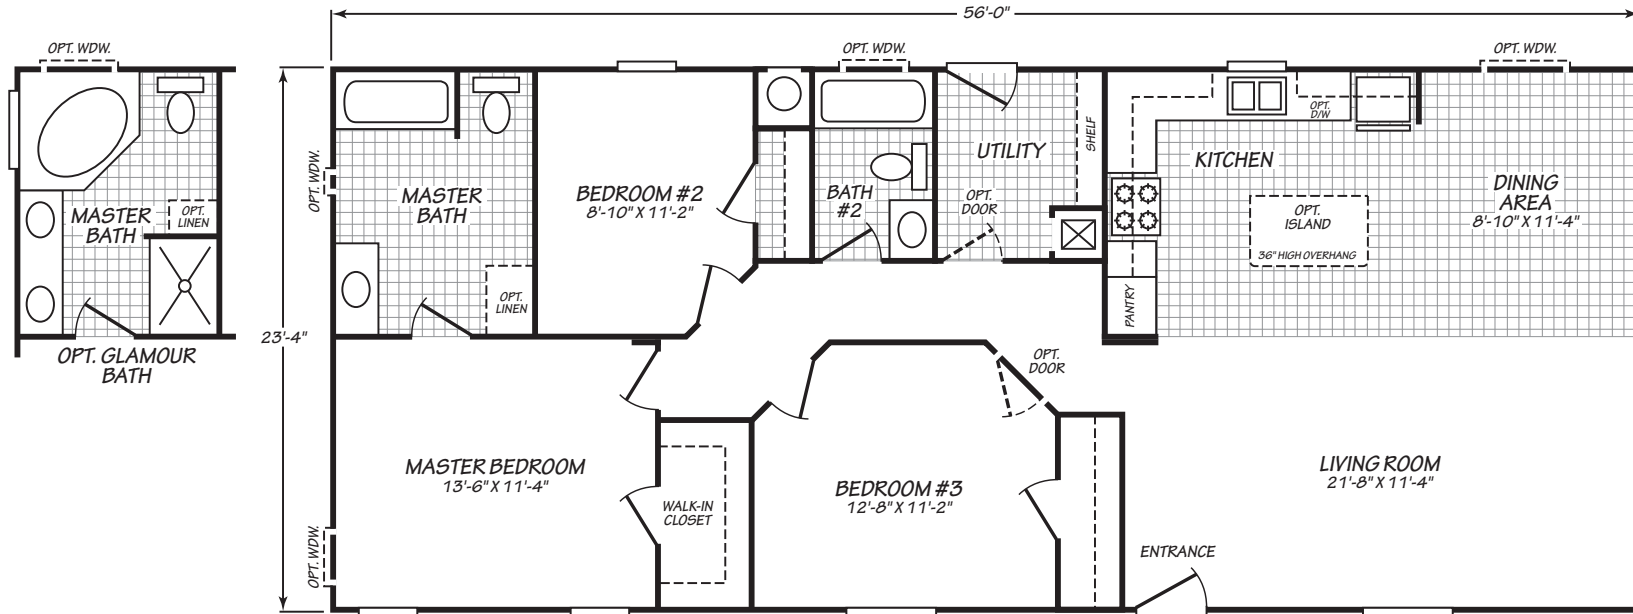 56'-0"
OPT. WDW.
OPT. WDW.
OPT. WDW.
OPT.
D/W
SHELF
UTILITY
KITCHEN
OPT. WDW.
MASTER
BATH
BEDROOM #2
8'-10" X 11'-2"
BATH
#2
OPT.
DOOR
DINING
AREA
8'-10" X 11'-4"
OPT.
ISLAND
36" HIGH OVERHANG
MASTER
BATH
OPT.
LINEN
OPT.
LINEN
PANTRY
23'-4"
OPT. GLAMOUR
BATH
OPT.
DOOR
MASTER BEDROOM
13'-6" X 11'-4"
WALK-IN
CLOSET
BEDROOM #3
12'-8" X 11'-2"
LIVING ROOM
21'-8" X 11'-4"
OPT. WDW.
ENTRANCE